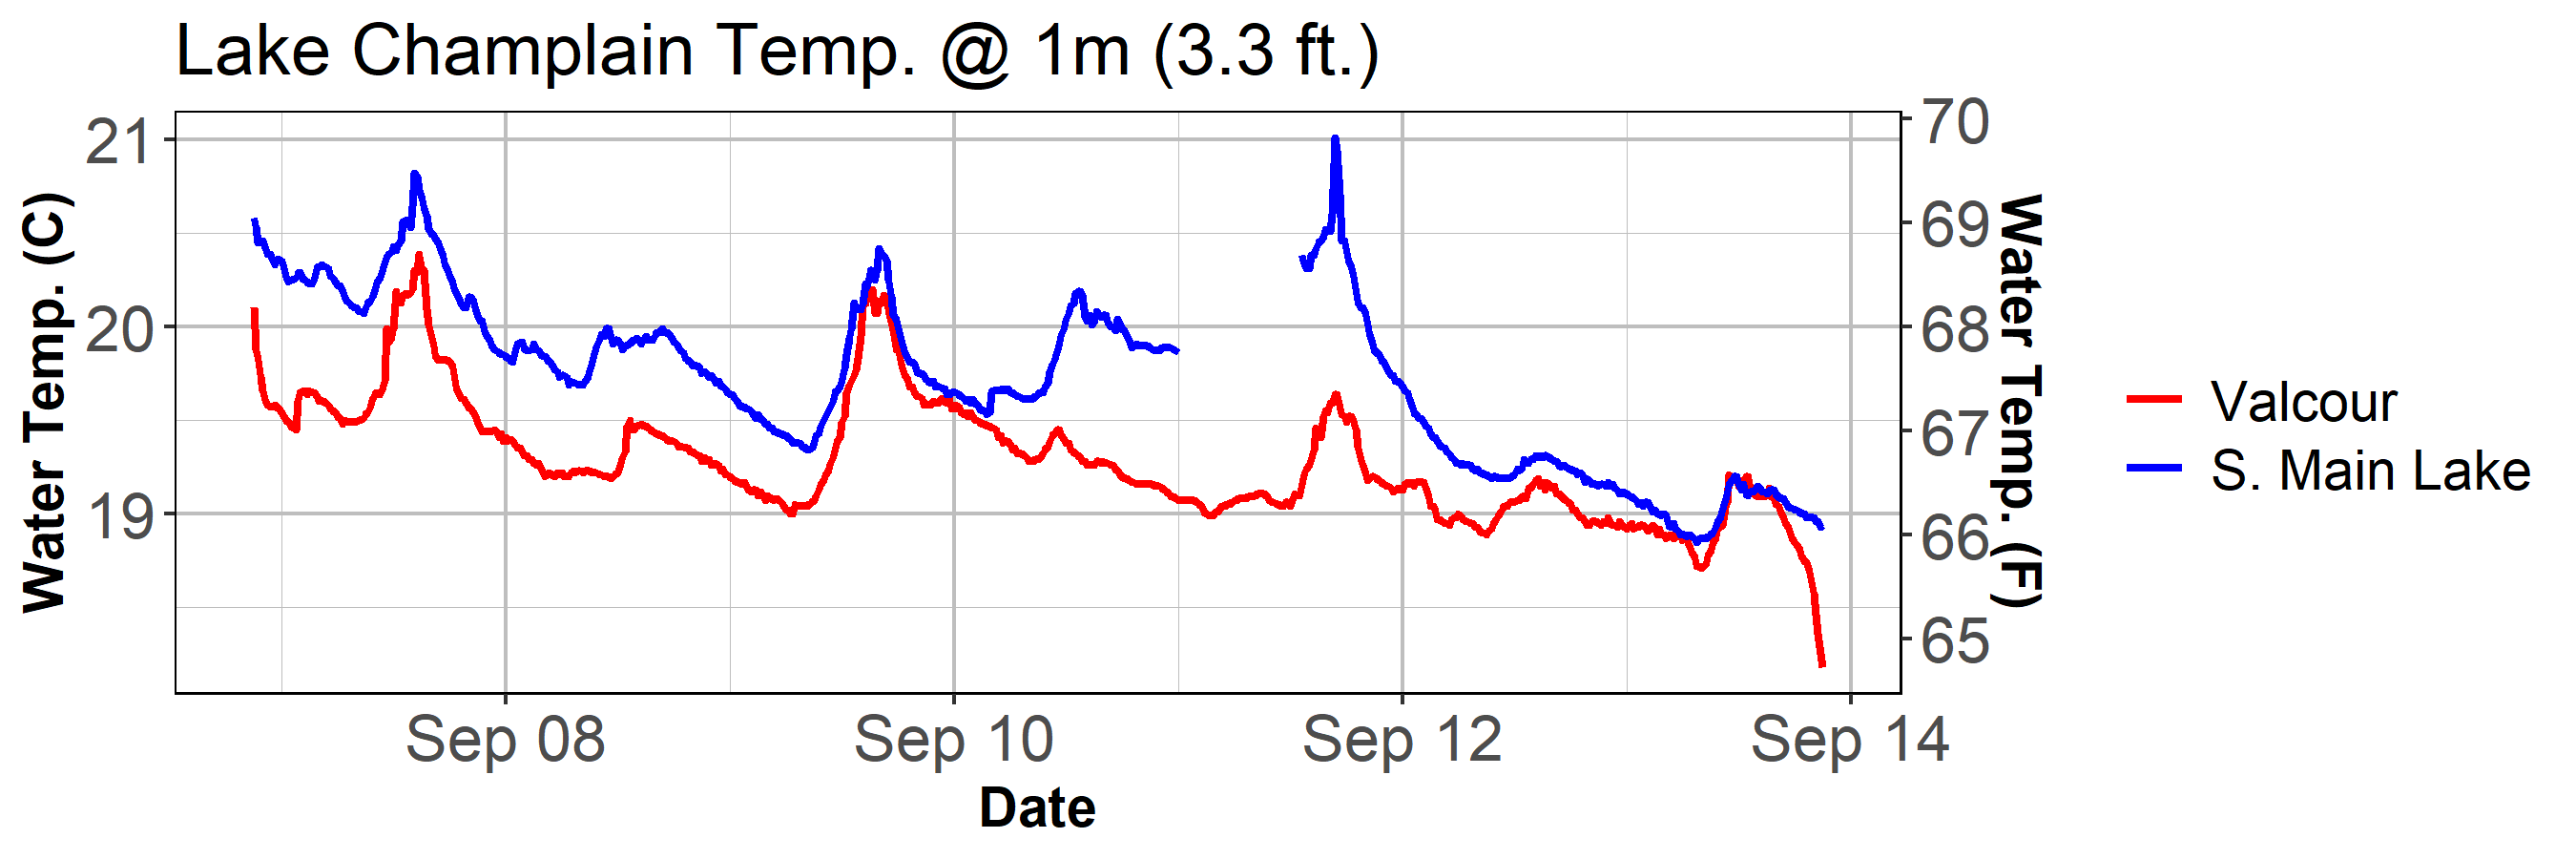 Lake Champlain Temp. @ 1m (3.3 ft.)
Water Temp. (C)
21
20
19
70
69
68
67
66
65
Water Temp. (F)
Sep 08
Sep 10
Sep 12
Sep 14
Date
Valcour
S. Main Lake